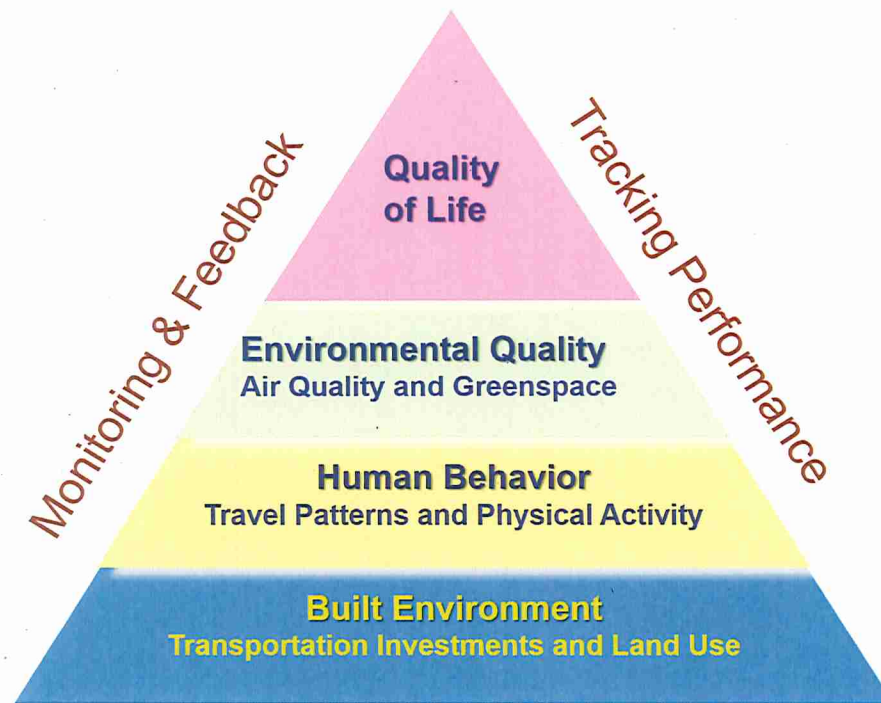 Monitoring & Feedback
Tracking Performance
Quality
of Life
Environmental Quality
Air Quality and Greenspace
Human Behavior
Travel Patterns and Physical Activity
Built Environment
Transportation Investments and Land Use